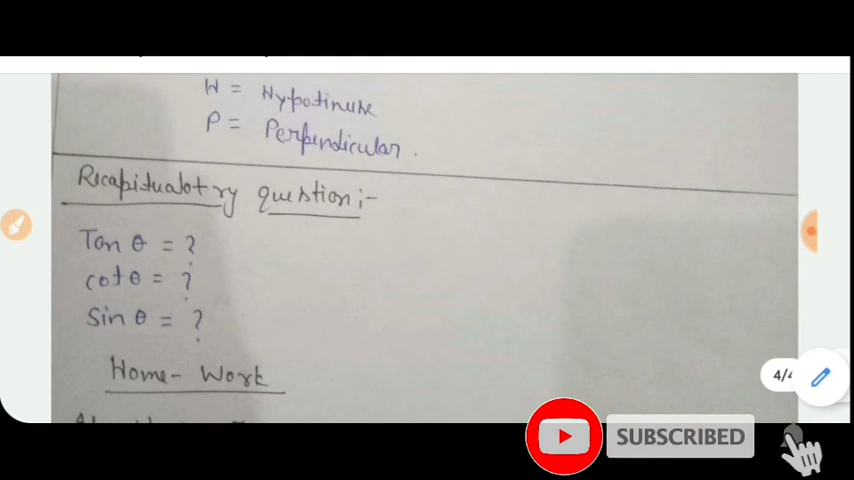 H = Hypotinuse
P = Perpendicular.
Recapitualotry question:-
Tan θ = ?
cot θ = ?
Sin θ = ?
Home-Work
4/4
SUBSCRIBED